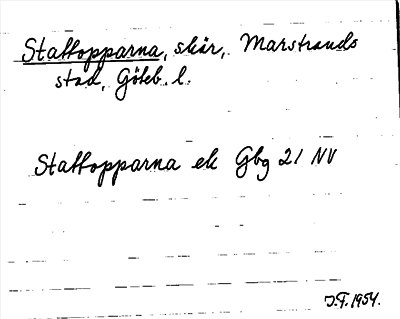 Stattopparna, skär, Marstrands
stad, Göteb. l.
Stattopparna ek Gbg 21 NV
J.F. 1954.